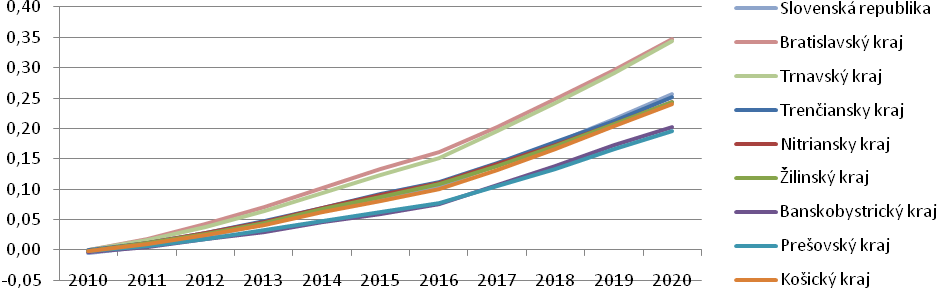 0,40
0,35
0,30
0,25
0,20
0,15
0,10
0,05
0,00
-0,05
2010 2011 2012 2013 2014 2015 2016 2017 2018 2019 2020
Slovenská republika
Bratislavský kraj
Trnavský kraj
Trenčiansky kraj
Nitriansky kraj
Žilinský kraj
Banskobystrický kraj
Prešovský kraj
Košický kraj